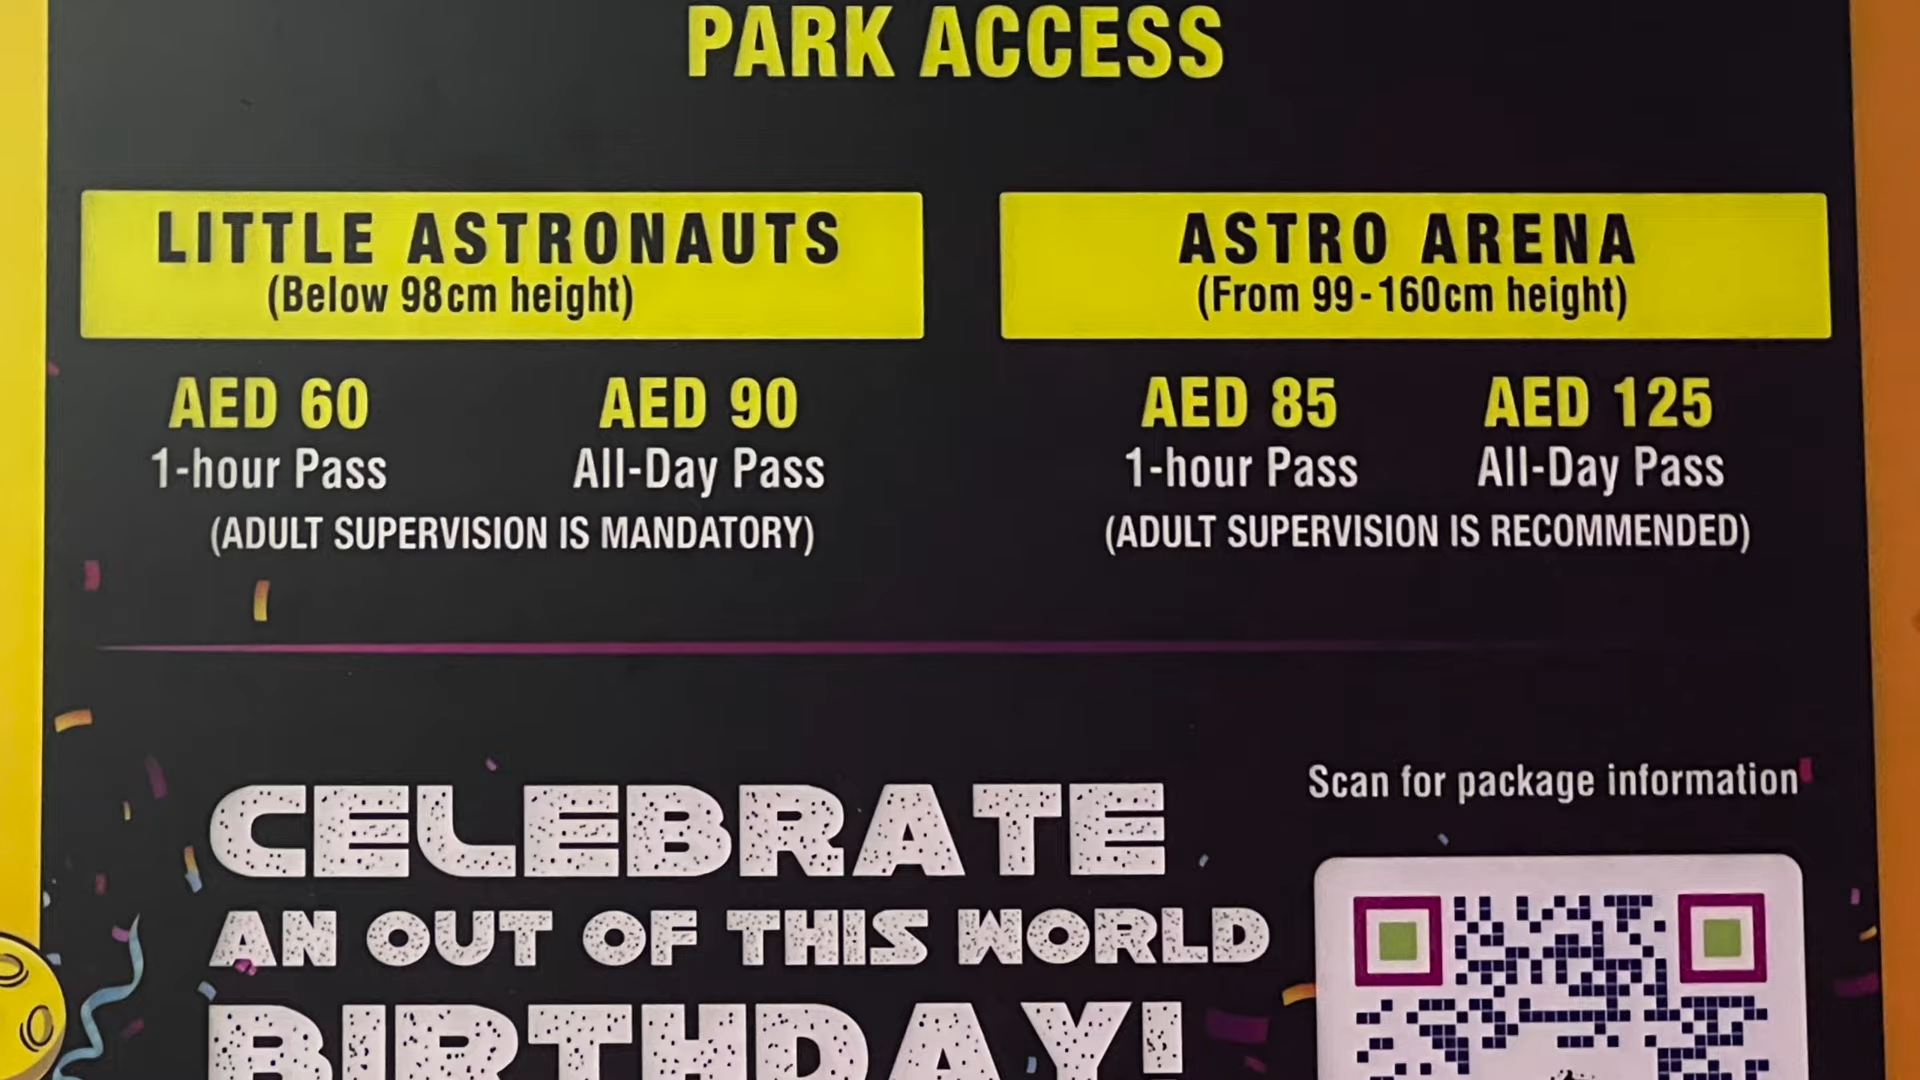 PARK ACCESS
LITTLE ASTRONAUTS
(Below 98cm height)
AED 60
1-hour Pass
AED 90
All-Day Pass
(ADULT SUPERVISION IS MANDATORY)
ASTRO ARENA
(From 99-160cm height)
AED 85
1-hour Pass
AED 125
All-Day Pass
(ADULT SUPERVISION IS RECOMMENDED)
CELEBRATE
AN OUT OF THIS WORLD
BIRTHDAY!
Scan for package information